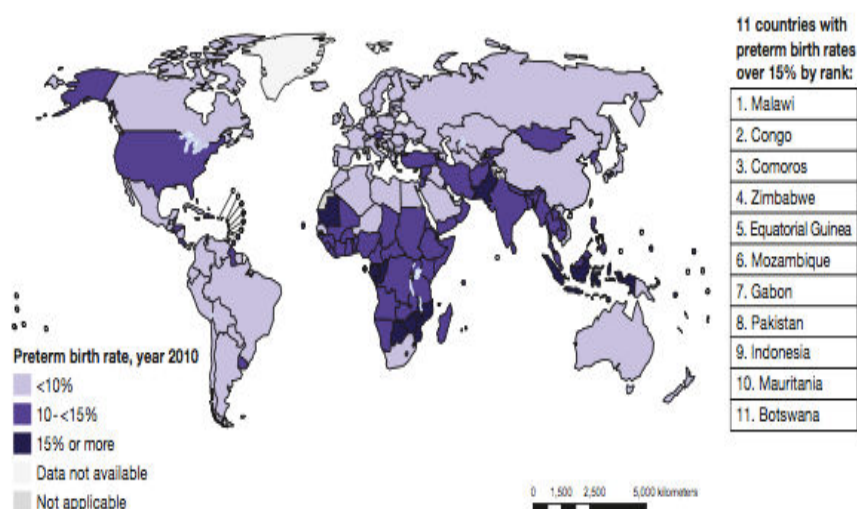 11 countries with
preterm birth rates
over 15% by rank:
1. Malawi
2. Congo
3. Comoros
4. Zimbabwe
5. Equatorial Guinea
6. Mozambique
7. Gabon
8. Pakistan
9. Indonesia
10. Mauritania
11. Botswana
Preterm birth rate, year 2010
<10%
10-<15%
15% or more
Data not available
Not applicable
0 1,500 2,500 5,000 kilometers